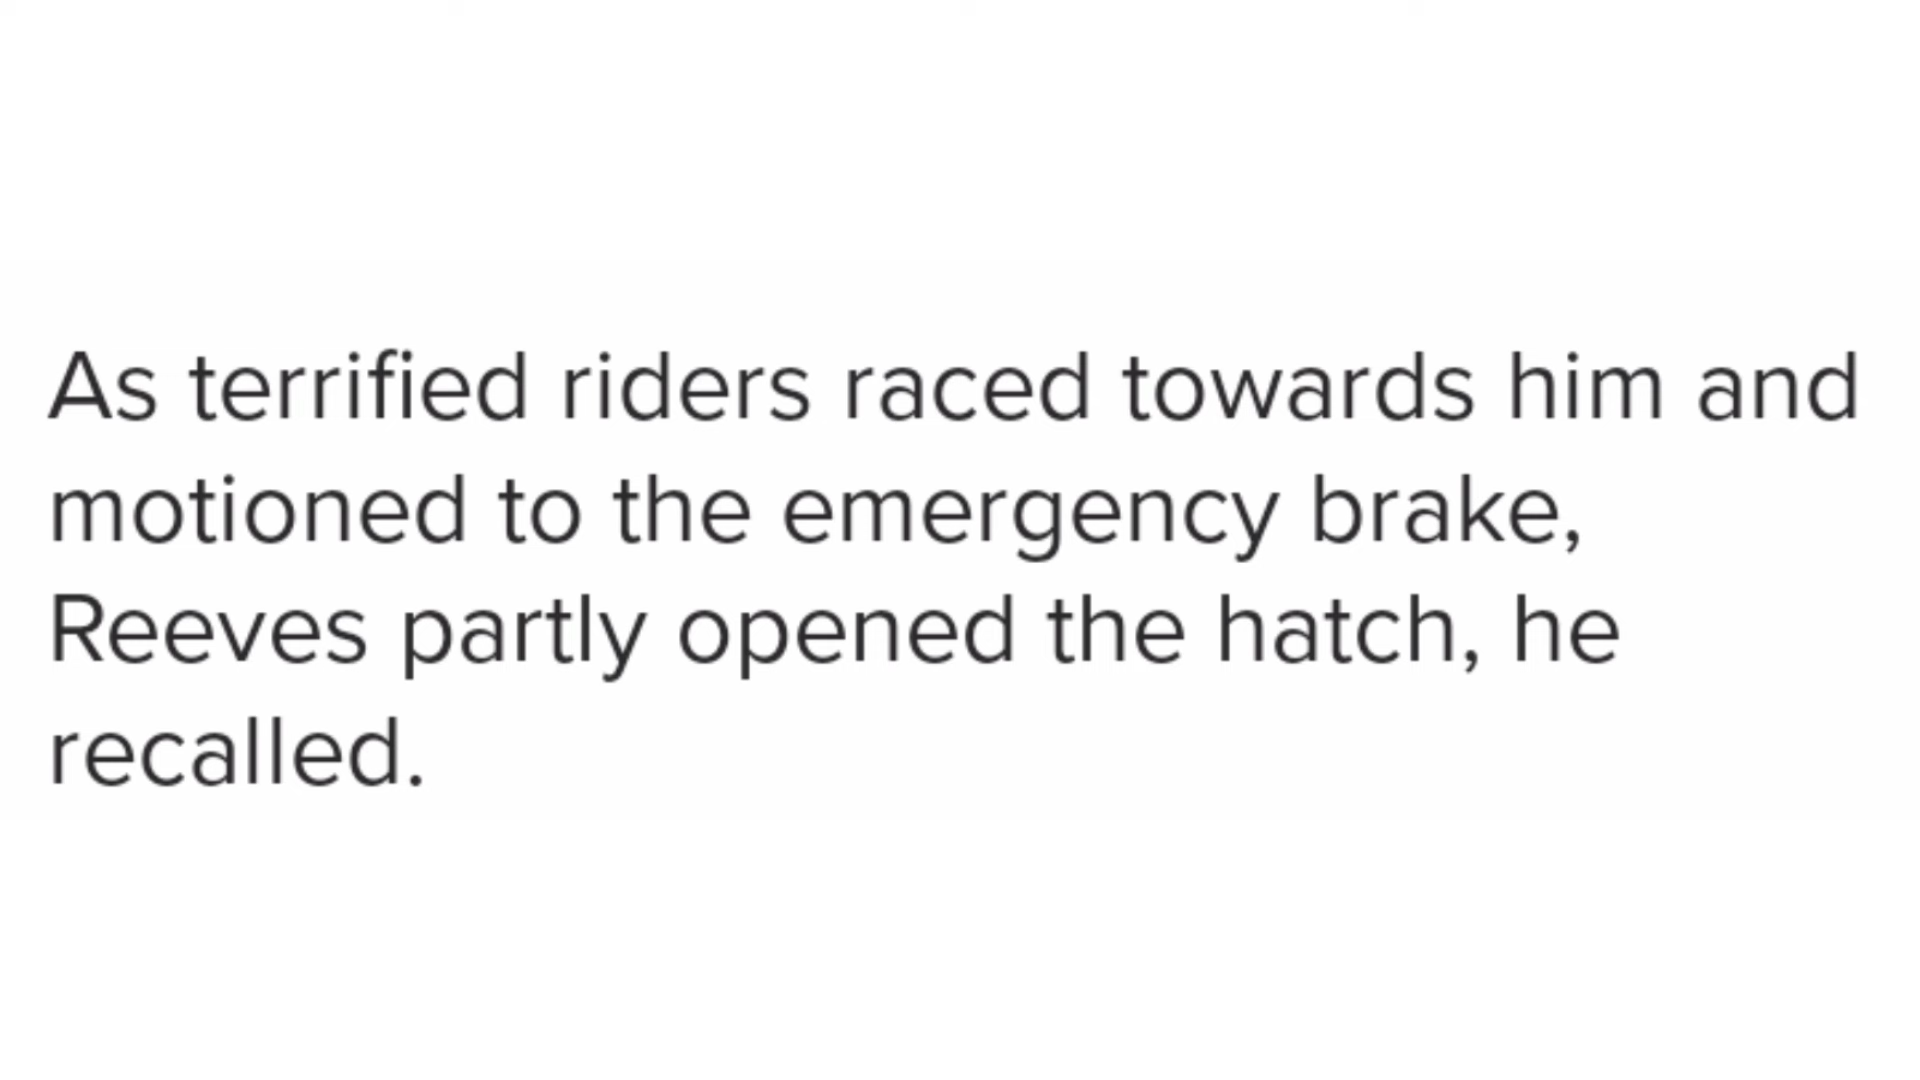 As terrified riders raced towards him and
motioned to the emergency brake,
Reeves partly opened the hatch, he
recalled.